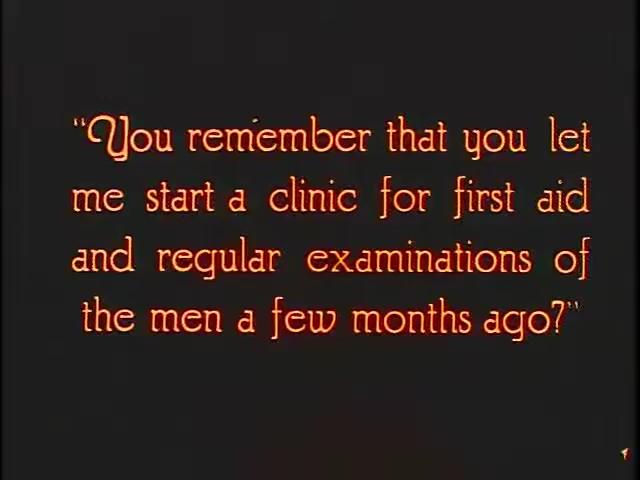 "You remember that you let
me start a clinic for first aid
and regular examinations of
the men a few months ago?"